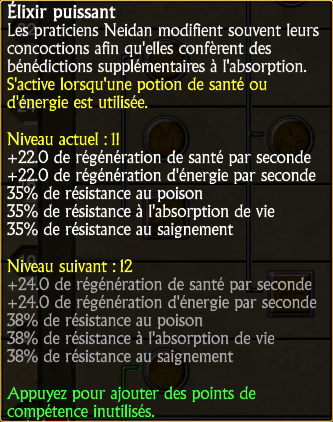 Élixir puissant
Les praticiens Neidan modifient souvent leurs
concoctions afin qu'elles confèrent des
bénédictions supplémentaires à l'absorption.
S'active lorsqu'une potion de santé ou
d'énergie est utilisée.
Niveau actuel : 11
+22.0 de régénération de santé par seconde
+22.0 de régénération d'énergie par seconde
35% de résistance au poison
35% de résistance à l'absorption de vie
35% de résistance au saignement
Niveau suivant : 12
+24.0 de régénération de santé par seconde
+24.0 de régénération d'énergie par seconde
38% de résistance au poison
38% de résistance à l'absorption de vie
38% de résistance au saignement
Appuyez pour ajouter des points de
compétence inutilisés.